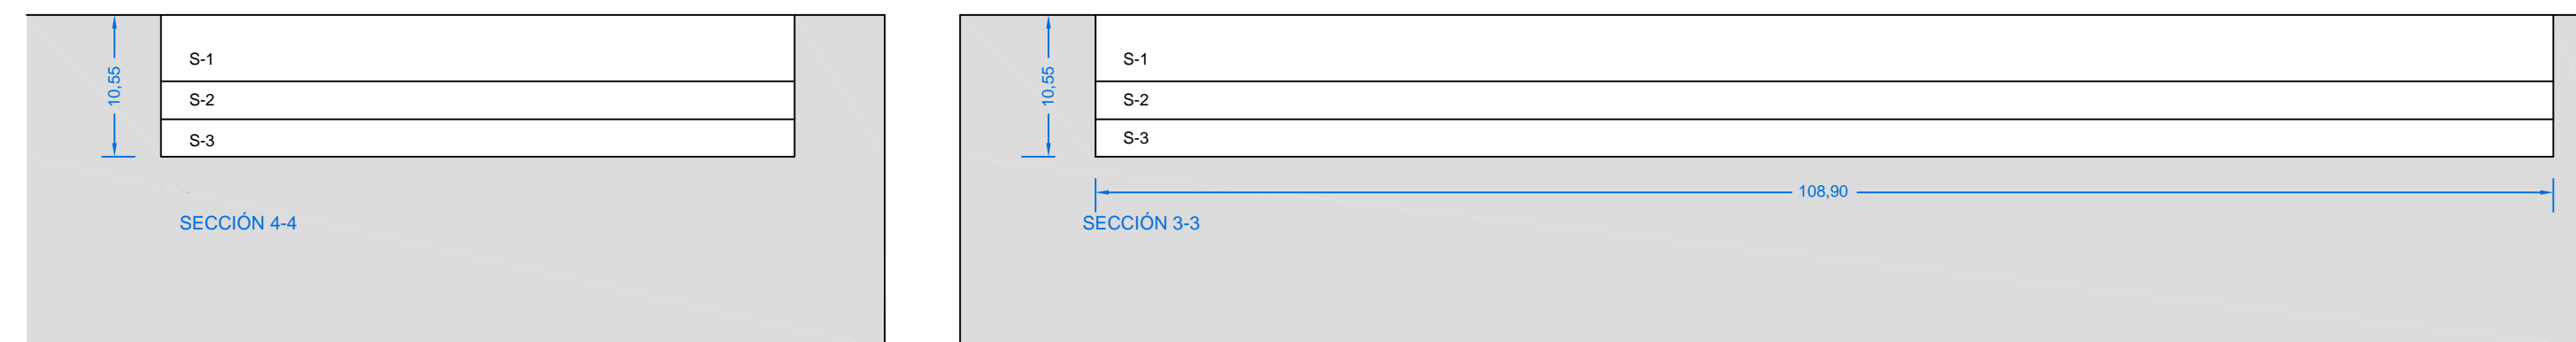 10,55
S-1
S-2
S-3
SECCIÓN 4-4
10,55
S-1
S-2
S-3
108,90
SECCIÓN 3-3